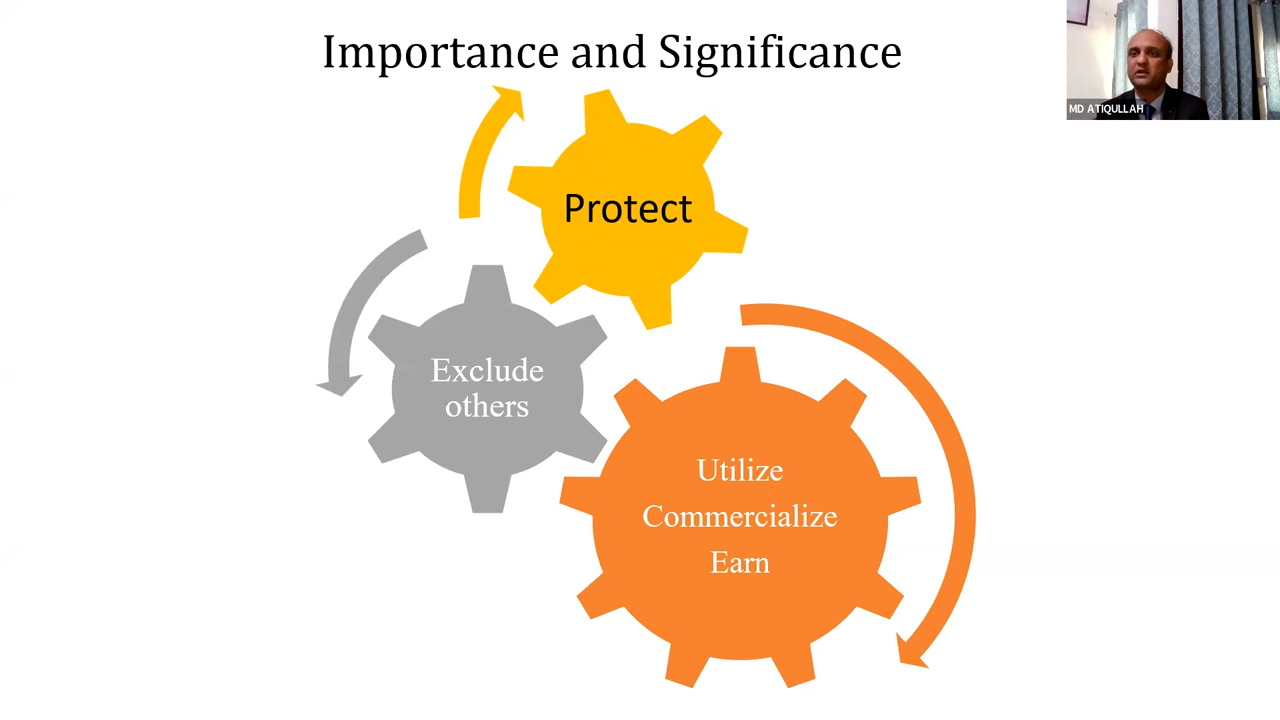 Importance and Significance
MD ATIQULLAH
Protect
Exclude
others
Utilize
Commercialize
Earn